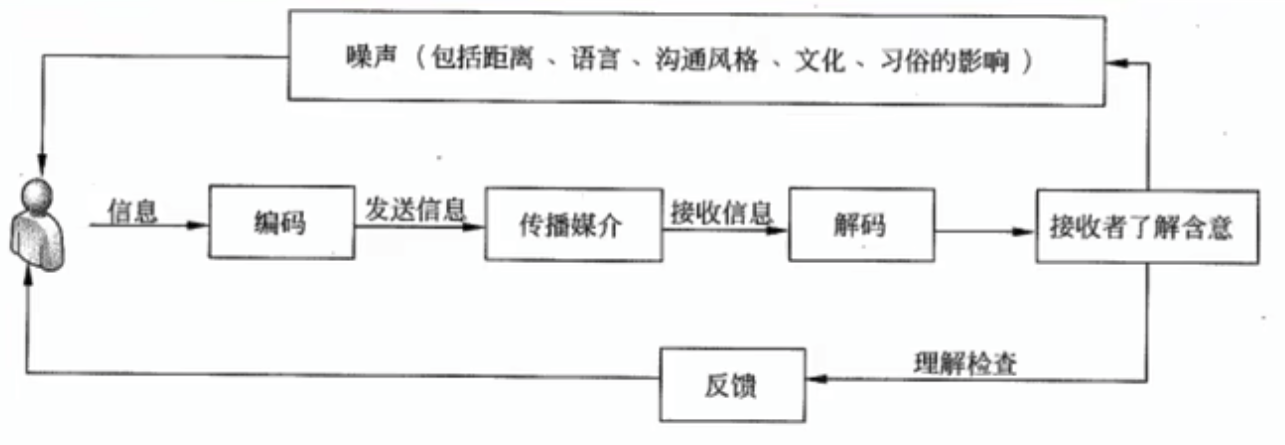 噪声（包括距离、语言、沟通风格、文化、习俗的影响）
信息
编码
发送信息
传播媒介
接收信息
解码
接收者了解含意
理解检查
反馈